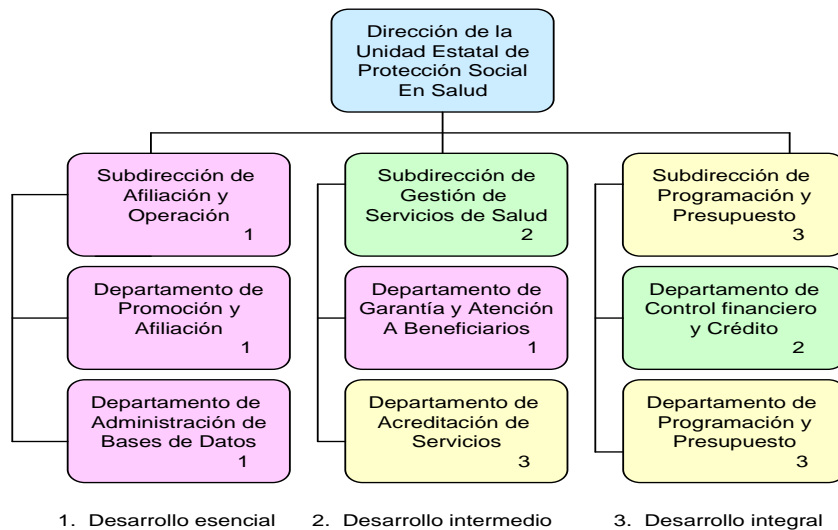 Dirección de la
Unidad Estatal de
Protección Social
En Salud
Subdirección de
Afiliación y
Operación
1
Subdirección de
Gestión de
Servicios de Salud
2
Subdirección de
Programación y
Presupuesto
3
Departamento de
Promoción y
Afiliación
1
Departamento de
Garantía y Atención
A Beneficiarios
1
Departamento de
Control financiero
y Crédito
2
Departamento de
Administración de
Bases de Datos
1
Departamento de
Acreditación de
Servicios
3
Departamento de
Programación y
Presupuesto
3
1. Desarrollo esencial 2. Desarrollo intermedio 3. Desarrollo integral